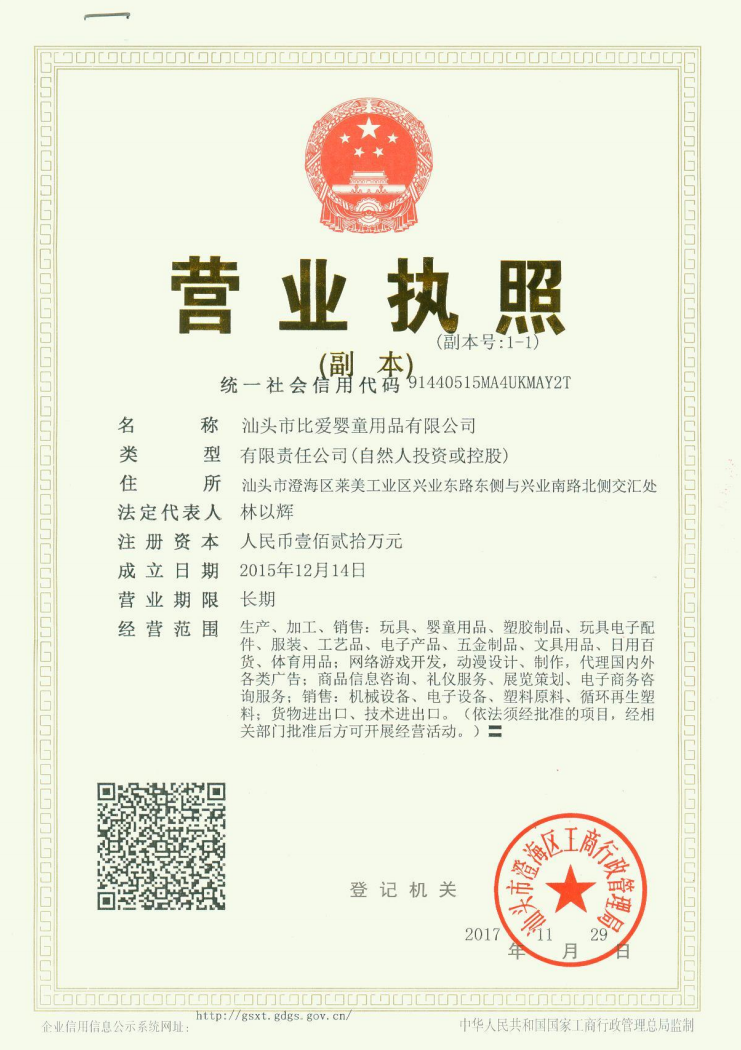 营业执照
(副本号:1-1)
(副 本)
统一社会信用代码 91440515MA4UKMAY2T
名 称 汕头市比爱婴童用品有限公司
类 型 有限责任公司(自然人投资或控股)
住 所 汕头市澄海区莱美工业区兴业东路东侧与兴业南路北侧交汇处
法定代表人 林以辉
注册资本 人民币壹佰贰拾万元
成立日期 2015年12月14日
营业期限 长期
经营范围 生产、加工、销售：玩具、婴童用品、塑胶制品、玩具电子配
件、服装、工艺品、电子产品、五金制品、文具用品、日用百
货、体育用品；网络游戏开发，动漫设计、制作，代理国内外
各类广告；商品信息咨询、礼仪服务、展览策划、电子商务咨
询服务；销售：机械设备、电子设备、塑料原料、循环再生塑
料；货物进出口、技术进出口。（依法须经批准的项目，经相
关部门批准后方可开展经营活动。）〓
汕头市澄海区工商行政管理局
登记机关
2017年11月29日
企业信用信息公示系统网址：http://gsxt.gdgs.gov.cn/
中华人民共和国国家工商行政管理总局监制